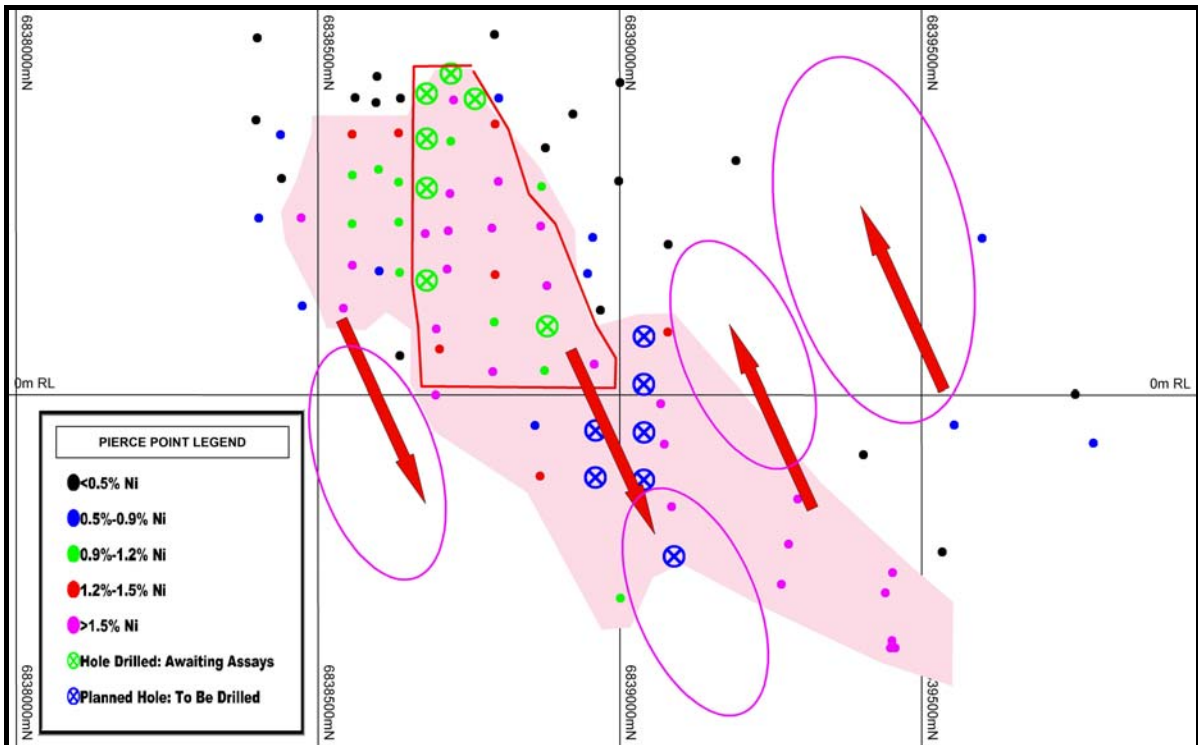 6838000mN
6838500mN
6839000mN
6839500mN
0m RL
0m RL
PIERCE POINT LEGEND
<0.5% Ni
0.5%-0.9% Ni
0.9%-1.2% Ni
1.2%-1.5% Ni
>1.5% Ni
Hole Drilled: Awaiting Assays
Planned Hole: To Be Drilled
6838000mN
6838500mN
6839000mN
6839500mN